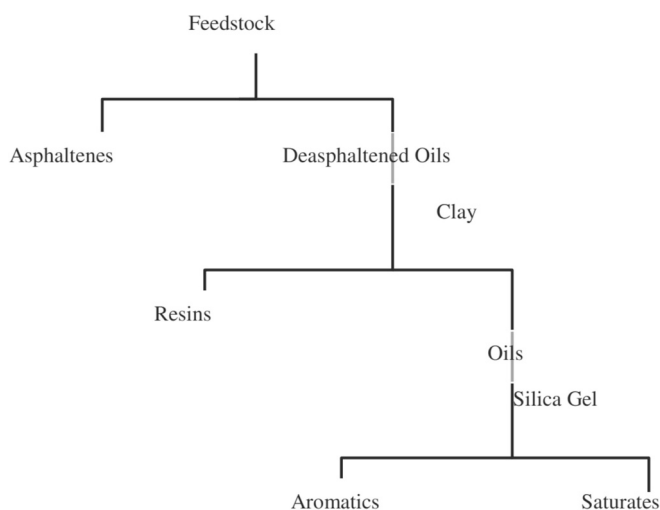 Feedstock
Asphaltenes
Deasphaltened Oils
Clay
Resins
Oils
Silica Gel
Aromatics
Saturates